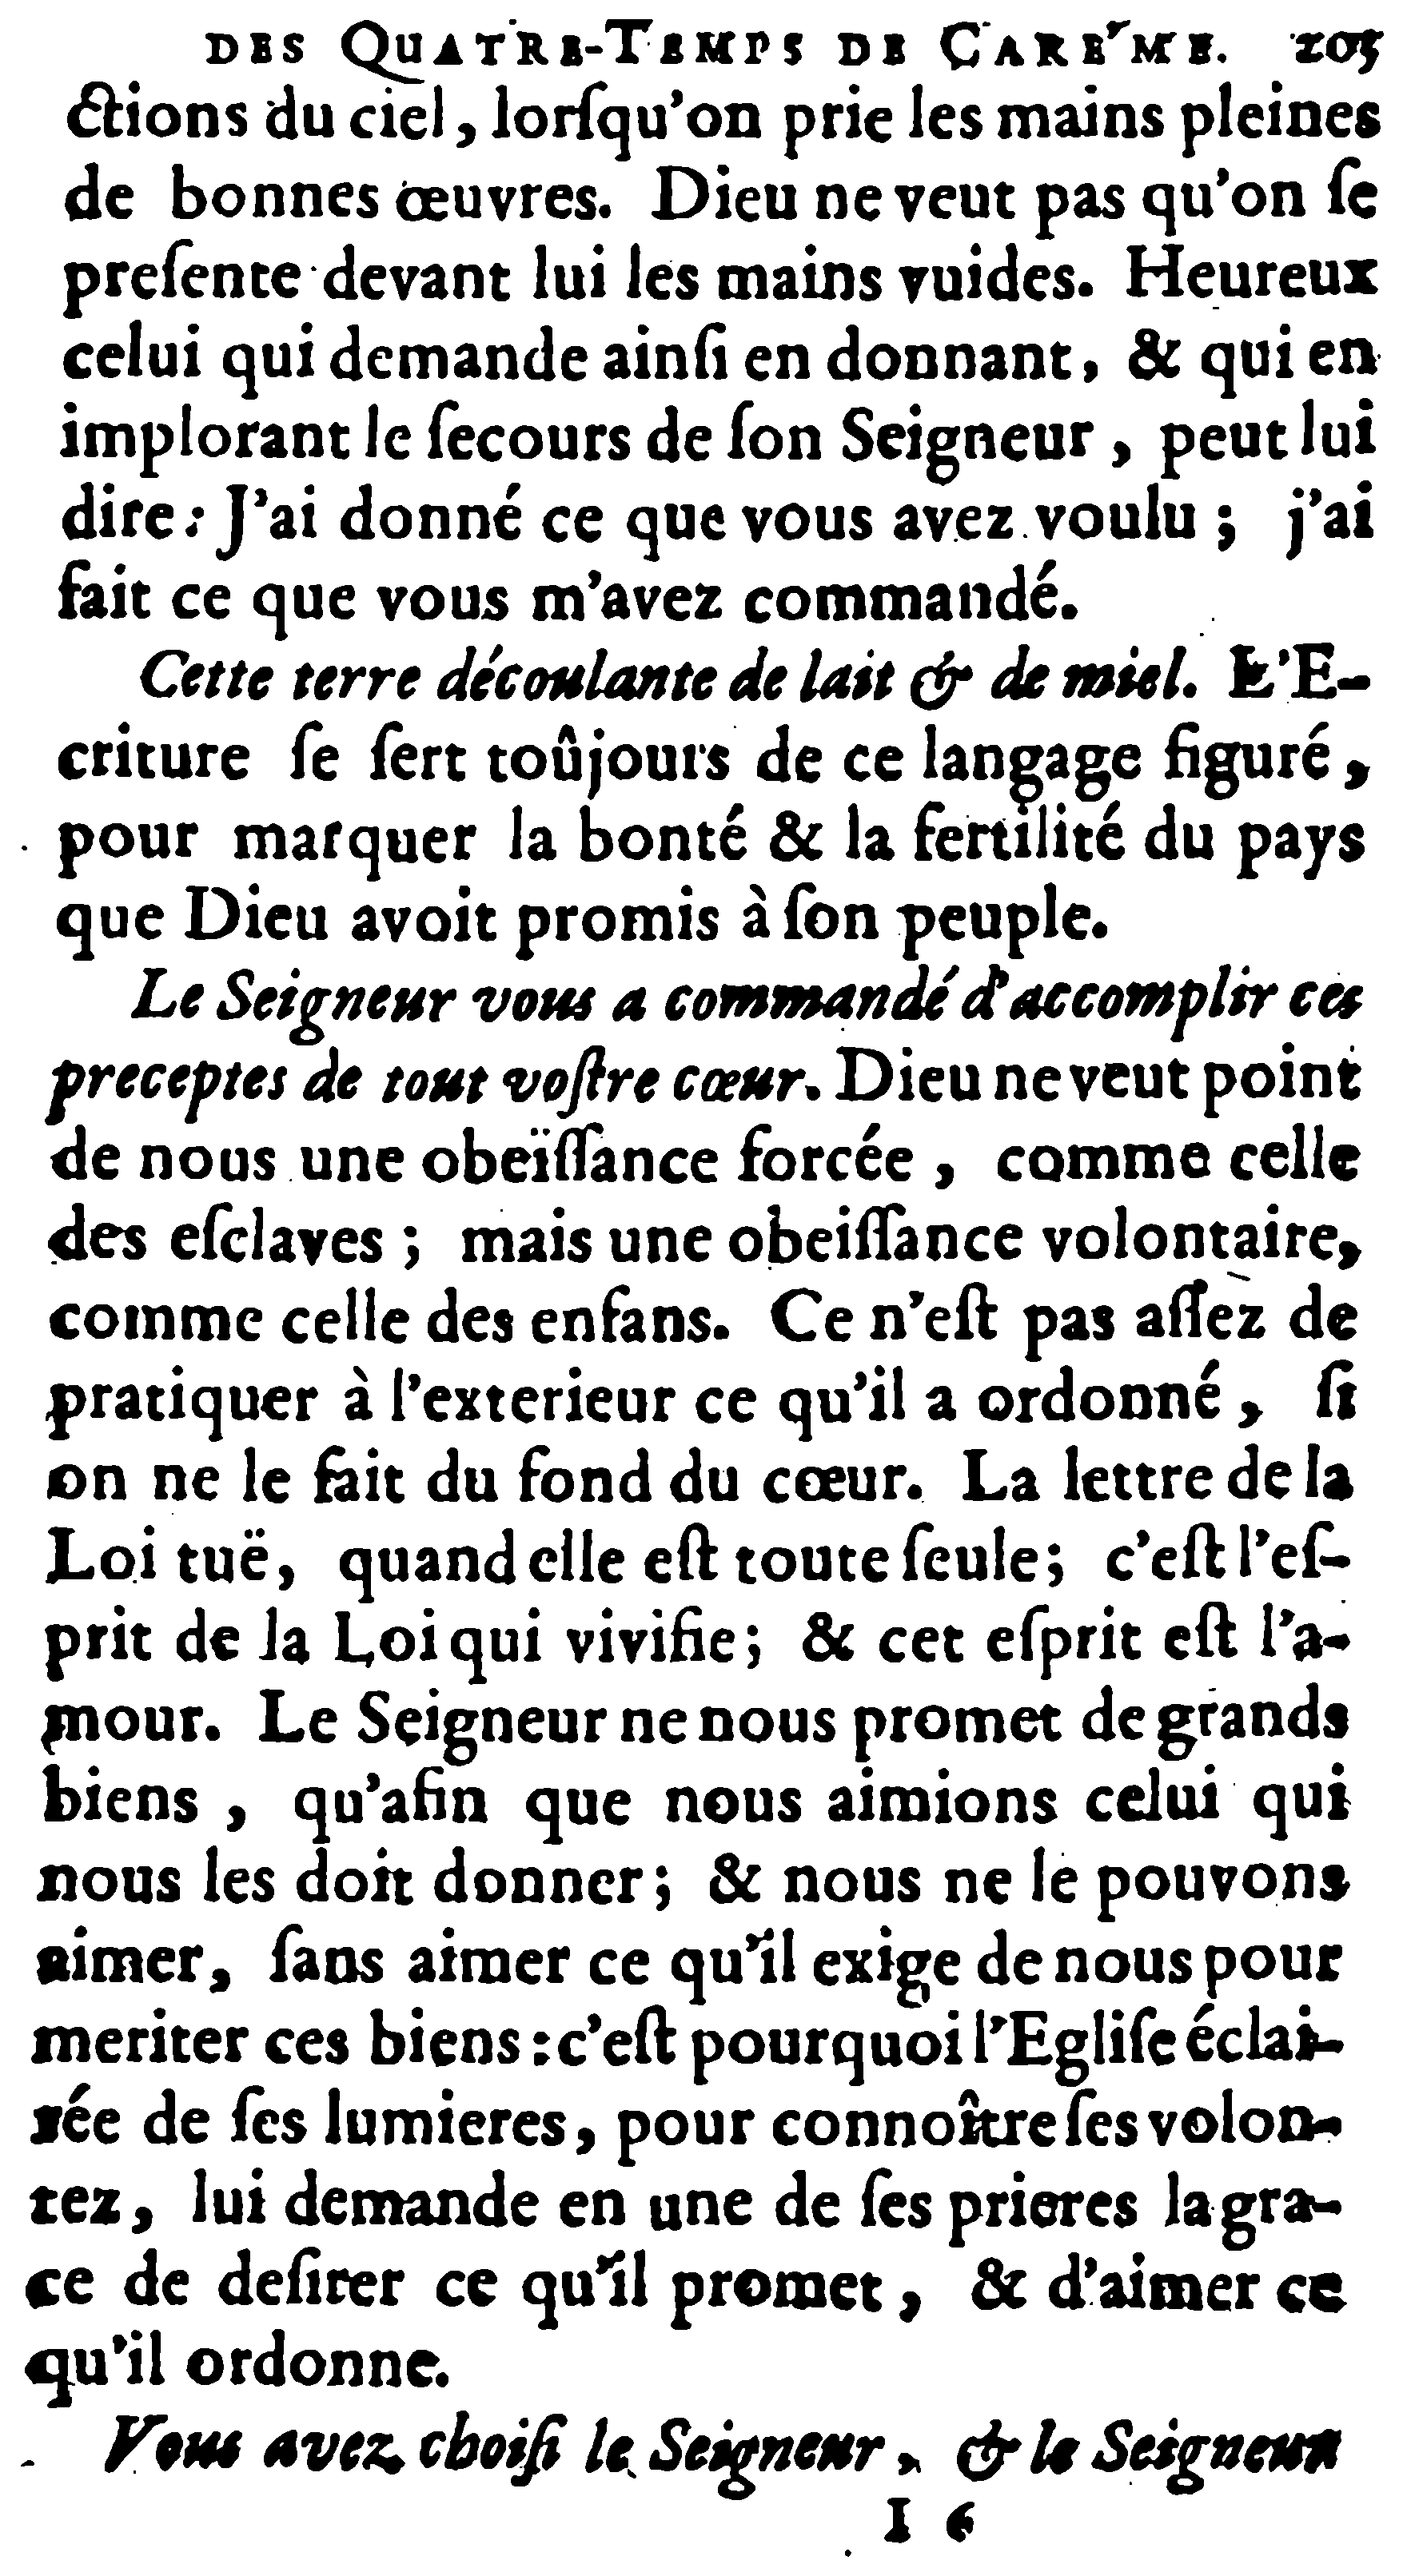 DES QUATRE-TEMPS DE CARE'ME. 205
ctions du ciel, lorſqu'on prie les mains pleines
de bonnes œuvres. Dieu ne veut pas qu'on ſe
preſente devant lui les mains vuides. Heureux
celui qui demande ainſi en donnant, & qui en
implorant le ſecours de ſon Seigneur, peut lui
dire: J'ai donné ce que vous avez voulu; j'ai
fait ce que vous m'avez commandé.
Cette terre découlante de lait & de miel. L'E-
criture ſe ſert toûjours de ce langage figuré,
pour marquer la bonté & la fertilité du pays
que Dieu avoit promis à ſon peuple.
Le Seigneur vous a commandé d'accomplir ces
preceptes de tout voſtre cœur. Dieu ne veut point
de nous une obeïſſance forcée, comme celle
des eſclaves; mais une obeiſſance volontaire,
comme celle des enfans. Ce n'eſt pas aſſez de
pratiquer à l'exterieur ce qu'il a ordonné, ſi
on ne le fait du fond du cœur. La lettre de la
Loi tuë, quand elle eſt toute ſeule; c'eſt l'eſ-
prit de la Loi qui vivifie; & cet eſprit eſt l'a-
mour. Le Seigneur ne nous promet de grands
biens, qu'afin que nous aimions celui qui
nous les doit donner; & nous ne le pouvons
aimer, ſans aimer ce qu'il exige de nous pour
meriter ces biens: c'eſt pourquoi l'Egliſe éclai-
rée de ſes lumieres, pour connoître ſes volon-
tez, lui demande en une de ſes prieres la gra-
ce de deſirer ce qu'il promet, & d'aimer ce
qu'il ordonne.
Vous avez choiſi le Seigneur, & le Seigneur
I 6